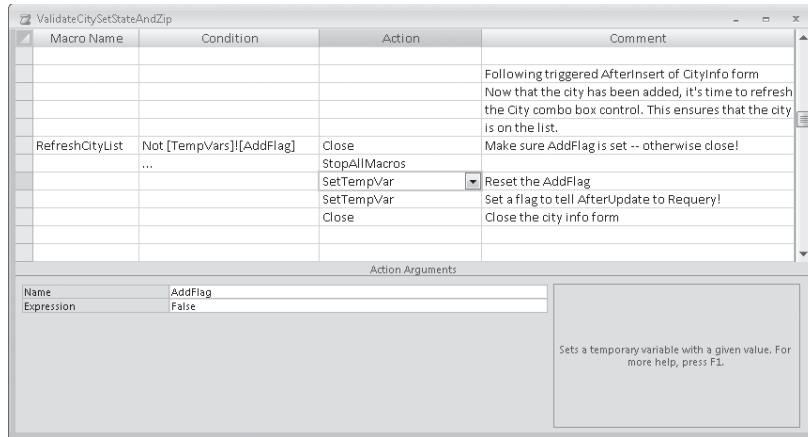 ValidateCitySetStateAndZip
Macro Name Condition Action Comment
Following triggered AfterInsert of CityInfo form
Now that the city has been added, it's time to refresh
the City combo box control. This ensures that the city
is on the list.
RefreshCityList Not [TempVars]![AddFlag] Close Make sure AddFlag is set -- otherwise close!
... StopAllMacros
SetTempVar Reset the AddFlag
SetTempVar Set a flag to tell AfterUpdate to Requery!
Close Close the city info form
Action Arguments
Name AddFlag
Expression False
Sets a temporary variable with a given value. For
more help, press F1.